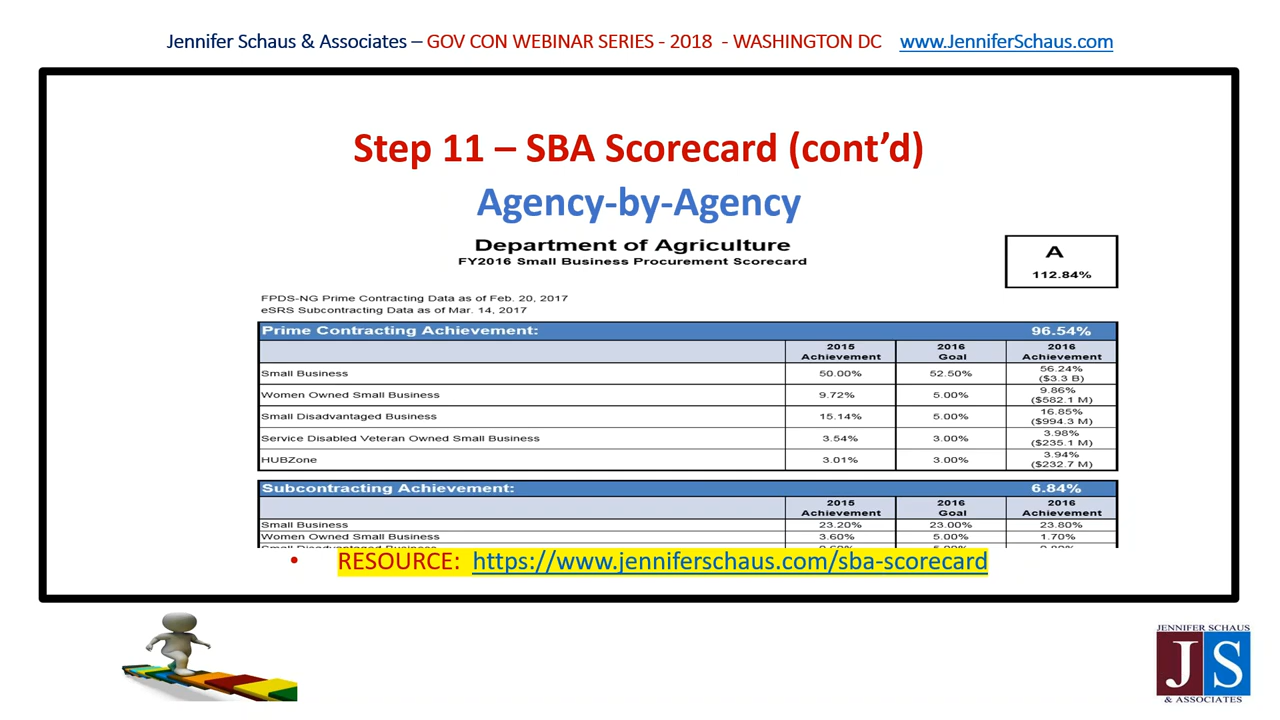 Jennifer Schaus & Associates – GOV CON WEBINAR SERIES - 2018 - WASHINGTON DC www.JenniferSchaus.com
Step 11 – SBA Scorecard (cont’d)
Agency-by-Agency
Department of Agriculture
FY2016 Small Business Procurement Scorecard
A
112.84%
FPDS-NG Prime Contracting Data as of Feb. 20, 2017
eSRS Subcontracting Data as of Mar. 14, 2017
Prime Contracting Achievement: 96.54%
2015 Achievement 2016 Goal 2016 Achievement
Small Business 50.00% 52.50% 56.24% ($3.3 B)
Women Owned Small Business 9.72% 5.00% 9.86% ($582.1 M)
Small Disadvantaged Business 15.14% 5.00% 16.85% ($994.3 M)
Service Disabled Veteran Owned Small Business 3.54% 3.00% 3.98% ($235.1 M)
HUBZone 3.01% 3.00% 3.94% ($232.7 M)
Subcontracting Achievement: 6.84%
2015 Achievement 2016 Goal 2016 Achievement
Small Business 23.20% 23.00% 23.80%
Women Owned Small Business 3.60% 5.00% 1.70%
• RESOURCE: https://www.jenniferschaus.com/sba-scorecard
JENNIFER SCHAUS
JS
& ASSOCIATES